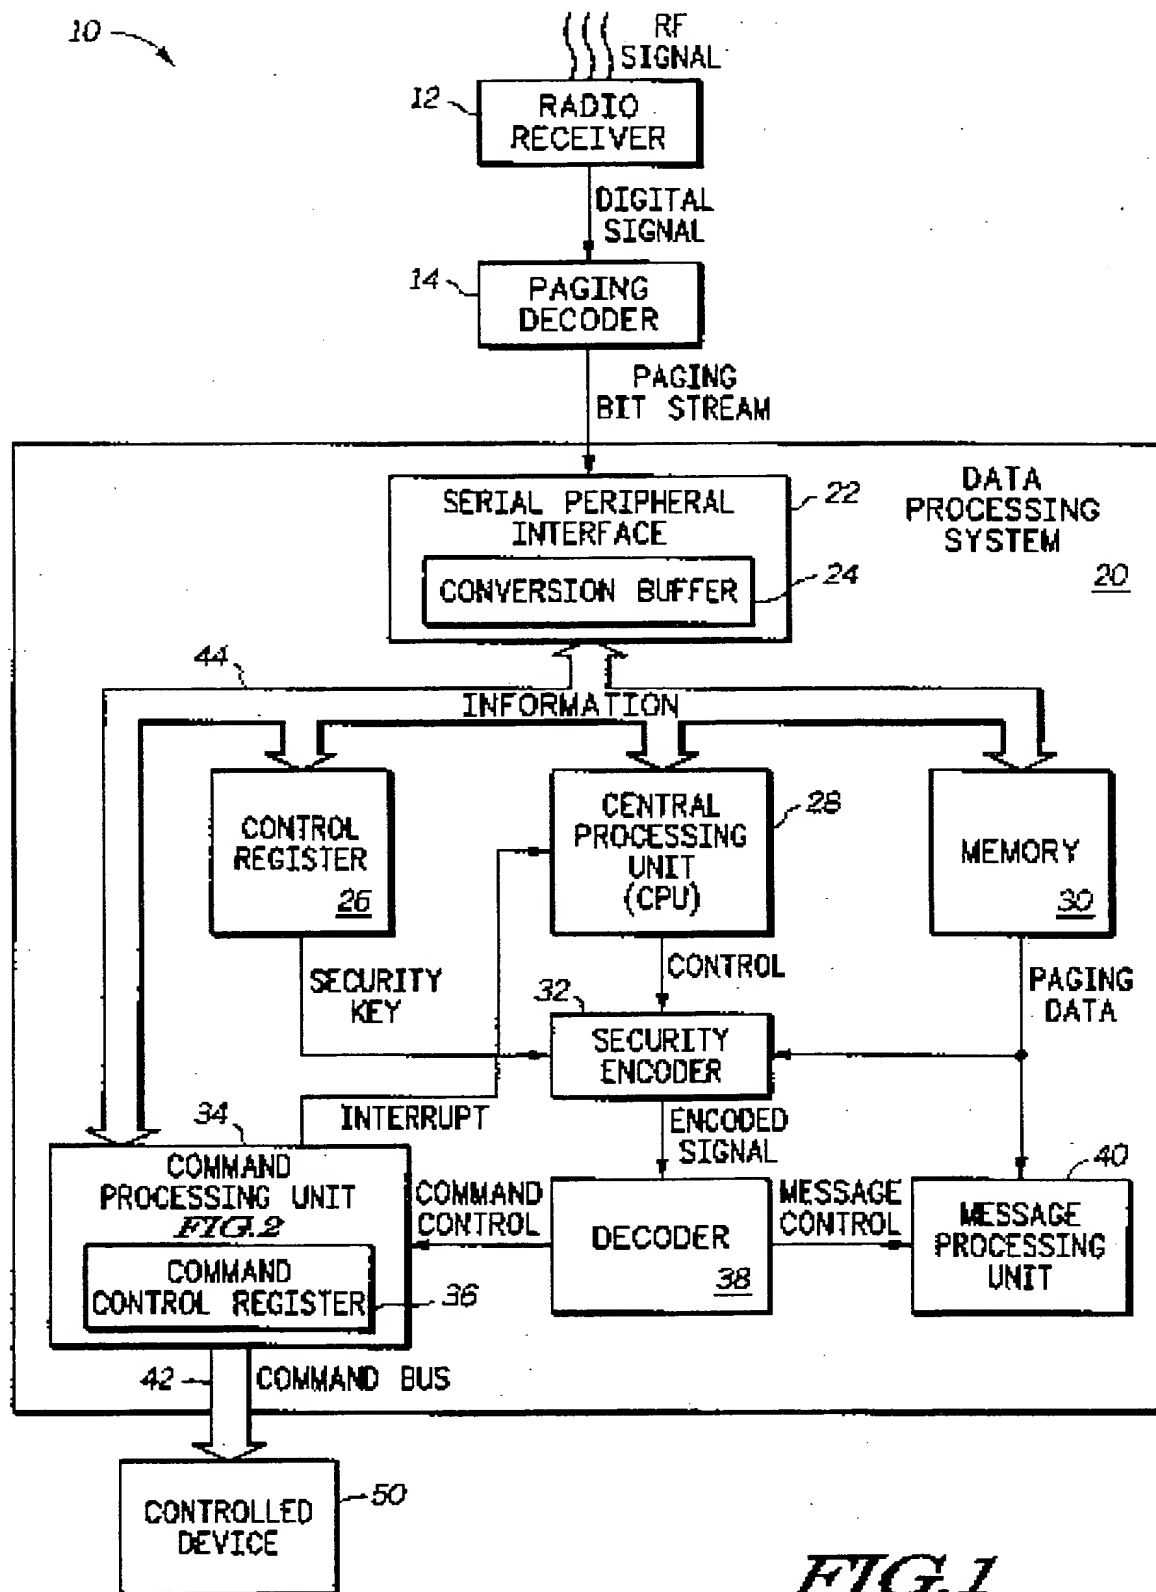 10
RF
SIGNAL
12
RADIO
RECEIVER
DIGITAL
SIGNAL
14
PAGING
DECODER
PAGING
BIT STREAM
DATA
PROCESSING
SYSTEM
20
SERIAL PERIPHERAL
INTERFACE
22
CONVERSION BUFFER
24
44
INFORMATION
CONTROL
REGISTER
26
CENTRAL
PROCESSING
UNIT
(CPU)
28
MEMORY
30
SECURITY
KEY
CONTROL
PAGING
DATA
32
SECURITY
ENCODER
INTERRUPT
ENCODED
SIGNAL
34
COMMAND
PROCESSING UNIT
FIG.2
COMMAND
CONTROL REGISTER
36
COMMAND
CONTROL
DECODER
38
MESSAGE
CONTROL
40
MESSAGE
PROCESSING
UNIT
42
COMMAND BUS
CONTROLLED
DEVICE
50
FIG.1